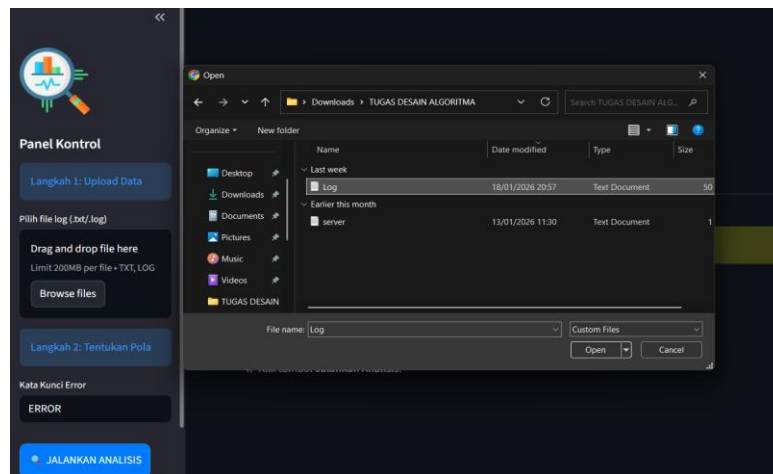 «
Panel Kontrol
Langkah 1: Upload Data
Pilih file log (.txt/.log)
Drag and drop file here
Limit 200MB per file • TXT, LOG
Browse files
Langkah 2: Tentukan Pola
Kata Kunci Error
ERROR
JALANKAN ANALISIS
Open
Downloads › TUGAS DESAIN ALGORITMA
Search TUGAS DESAIN ALG...
Organize
New folder
Name Date modified Type Size
Desktop
Downloads
Documents
Pictures
Music
Videos
TUGAS DESAIN
Last week
Log 18/01/2026 20:57 Text Document 50
Earlier this month
server 13/01/2026 11:30 Text Document 1
File name: Log
Custom Files
Open Cancel